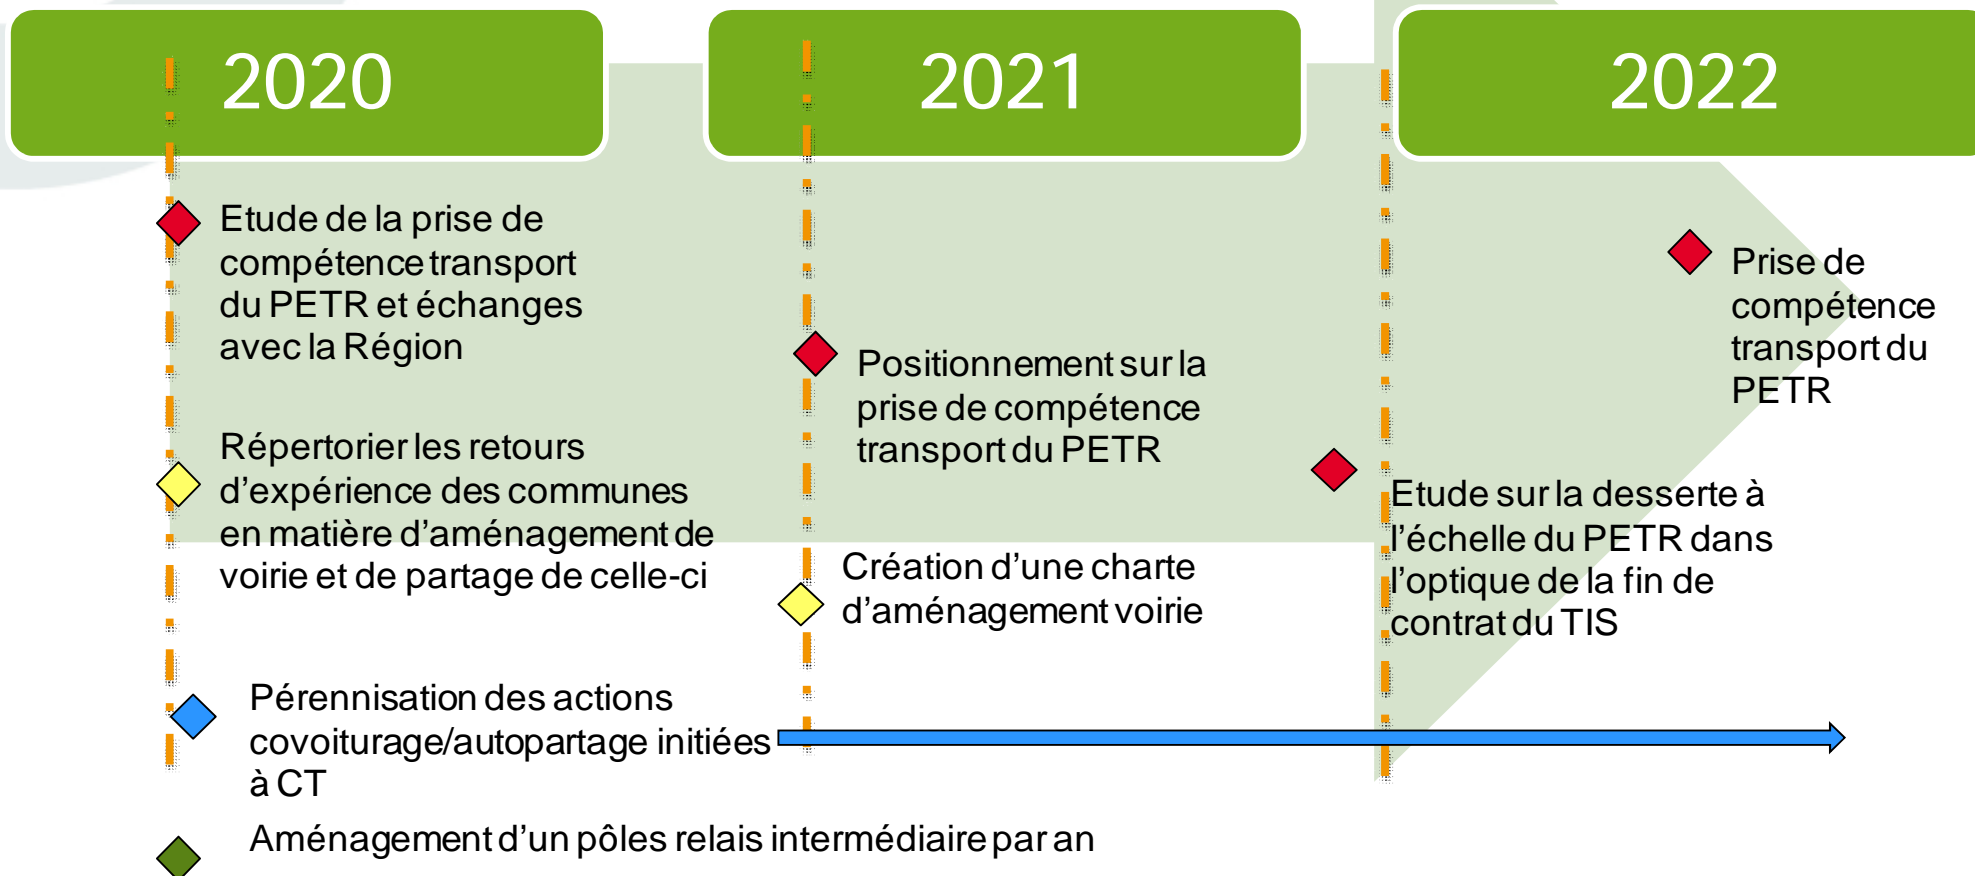 2020
2021
2022
Etude de la prise de
compétence transport
du PETR et échanges
avec la Région
Répertorier les retours
d’expérience des communes
en matière d’aménagement de
voirie et de partage de celle-ci
Pérennisation des actions
covoiturage/autopartage initiées
à CT
Aménagement d’un pôles relais intermédiaire par an
Positionnement sur la
prise de compétence
transport du PETR
Création d’une charte
d’aménagement voirie
Prise de
compétence
transport du
PETR
Etude sur la desserte à
l’échelle du PETR dans
l’optique de la fin de
contrat du TIS